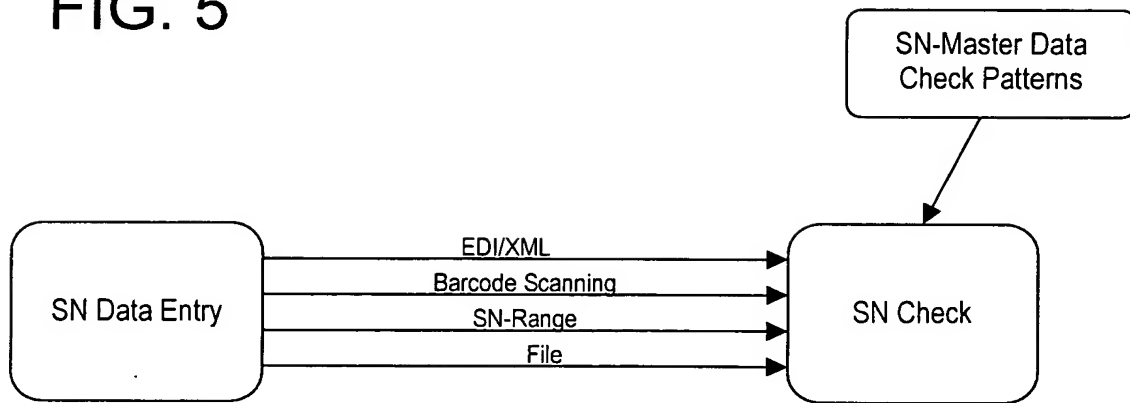 FIG. 5
SN-Master Data
Check Patterns
SN Data Entry
EDI/XML
Barcode Scanning
SN-Range
File
SN Check